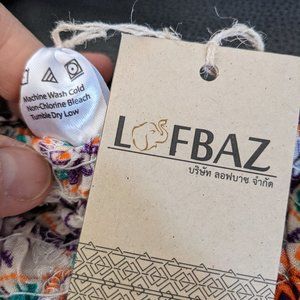 Machine Wash Cold
Non-Chlorine Bleach
Tumble Dry Low
LOFBAZ
บริษัท ลอฟบาซ จำกัด